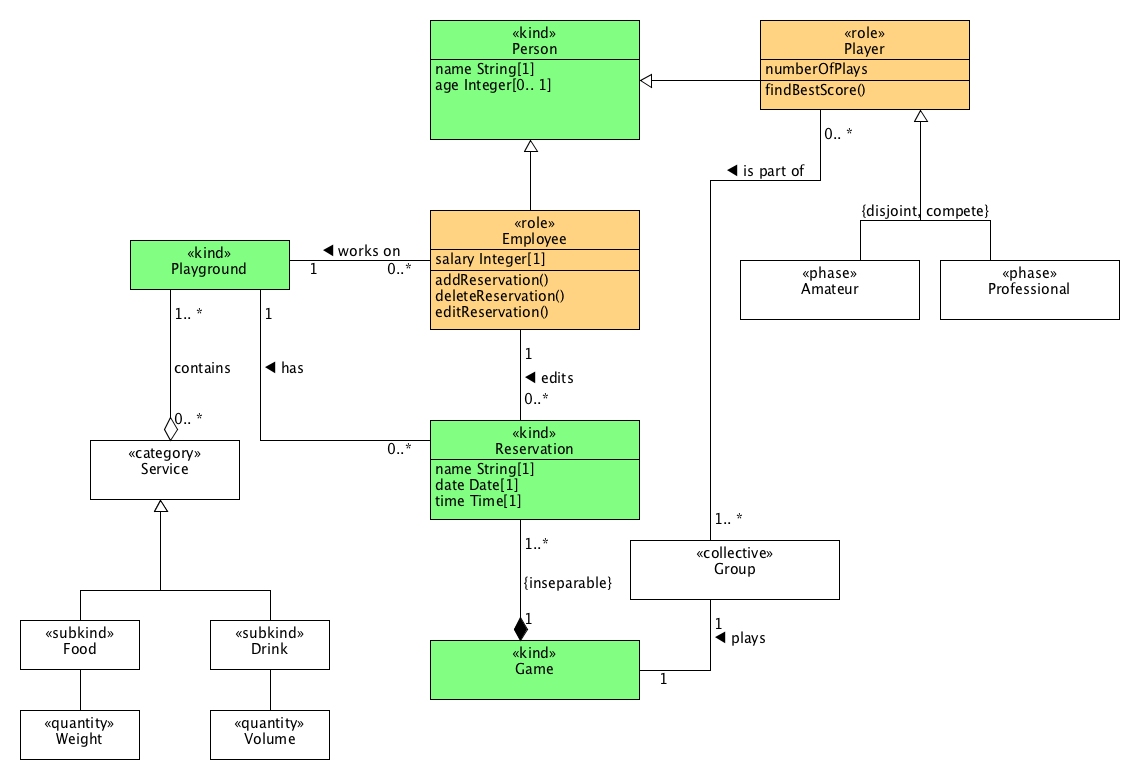 «kind»
Person
name String[1]
age Integer[0.. 1]
«role»
Player
numberOfPlays
findBestScore()
0.. *
◄ is part of
{disjoint, compete}
«phase»
Amateur
«phase»
Professional
«role»
Employee
salary Integer[1]
addReservation()
deleteReservation()
editReservation()
◄ works on
1
0..*
«kind»
Playground
1.. *
contains
0.. *
1
◄ has
0..*
1
◄ edits
0..*
«category»
Service
«kind»
Reservation
name String[1]
date Date[1]
time Time[1]
1..*
{inseparable}
1
1.. *
«collective»
Group
1
◄ plays
1
«kind»
Game
«subkind»
Food
«subkind»
Drink
«quantity»
Weight
«quantity»
Volume